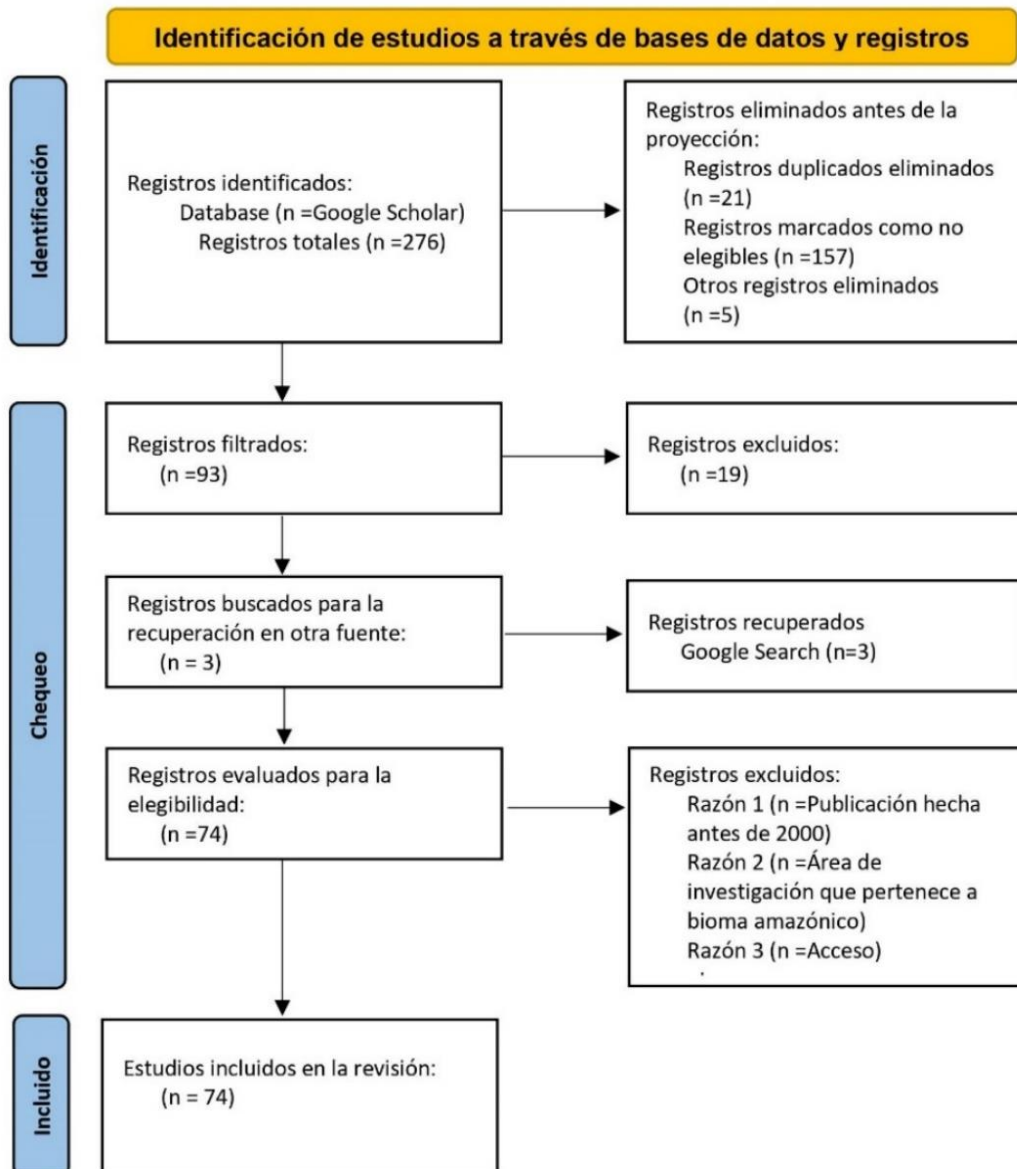 Identificación de estudios a través de bases de datos y registros
Identificación
Registros identificados:
Database (n =Google Scholar)
Registros totales (n =276)
Registros eliminados antes de la
proyección:
Registros duplicados eliminados
(n =21)
Registros marcados como no
elegibles (n =157)
Otros registros eliminados
(n =5)
Chequeo
Registros filtrados:
(n =93)
Registros excluidos:
(n =19)
Registros buscados para la
recuperación en otra fuente:
(n = 3)
Registros recuperados
Google Search (n=3)
Registros evaluados para la
elegibilidad:
(n =74)
Registros excluidos:
Razón 1 (n =Publicación hecha
antes de 2000)
Razón 2 (n =Área de
investigación que pertenece a
bioma amazónico)
Razón 3 (n =Acceso)
Incluido
Estudios incluidos en la revisión:
(n = 74)